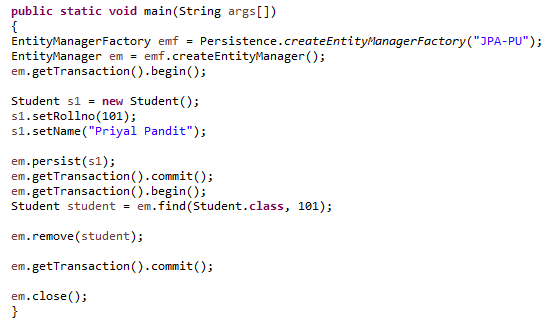 public static void main(String args[])
{
EntityManagerFactory emf = Persistence.createEntityManagerFactory("JPA-PU");
EntityManager em = emf.createEntityManager();
em.getTransaction().begin();
Student s1 = new Student();
s1.setRollno(101);
s1.setName("Priyal Pandit");
em.persist(s1);
em.getTransaction().commit();
em.getTransaction().begin();
Student student = em.find(Student.class, 101);
em.remove(student);
em.getTransaction().commit();
em.close();
}